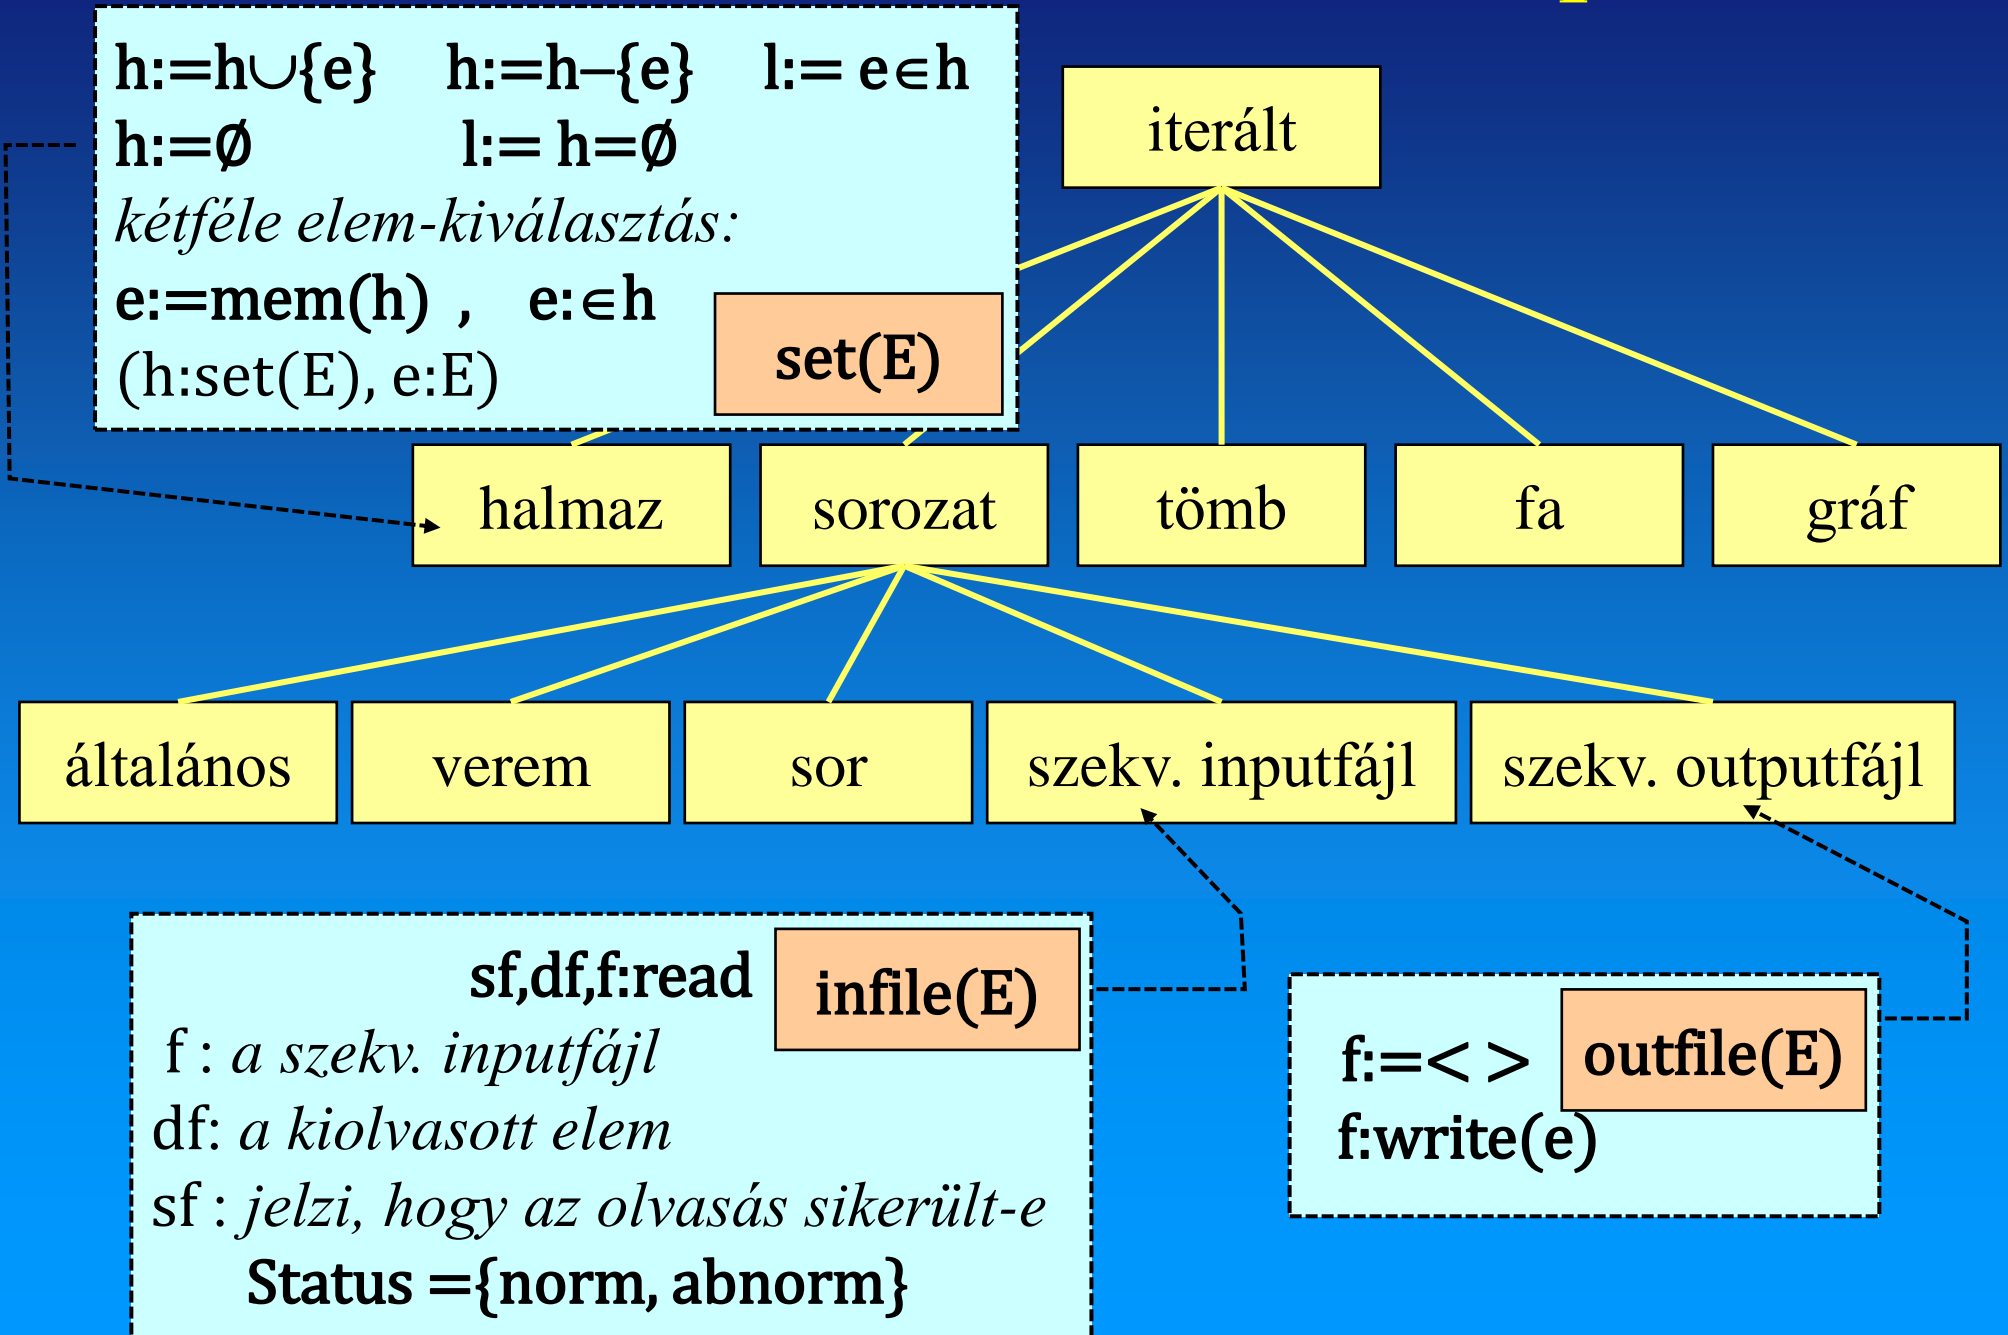 h:=h∪{e} h:=h–{e} l:= e∈h
h:=∅ l:= h=∅
kétféle elem-kiválasztás:
e:=mem(h) , e:∈h
(h:set(E), e:E)
set(E)
iterált
halmaz sorozat tömb fa gráf
általános verem sor szekv. inputfájl szekv. outputfájl
sf,df,f:read
infile(E)
f : a szekv. inputfájl
df: a kiolvasott elem
sf : jelzi, hogy az olvasás sikerült-e
Status ={norm, abnorm}
f:=< >
outfile(E)
f:write(e)